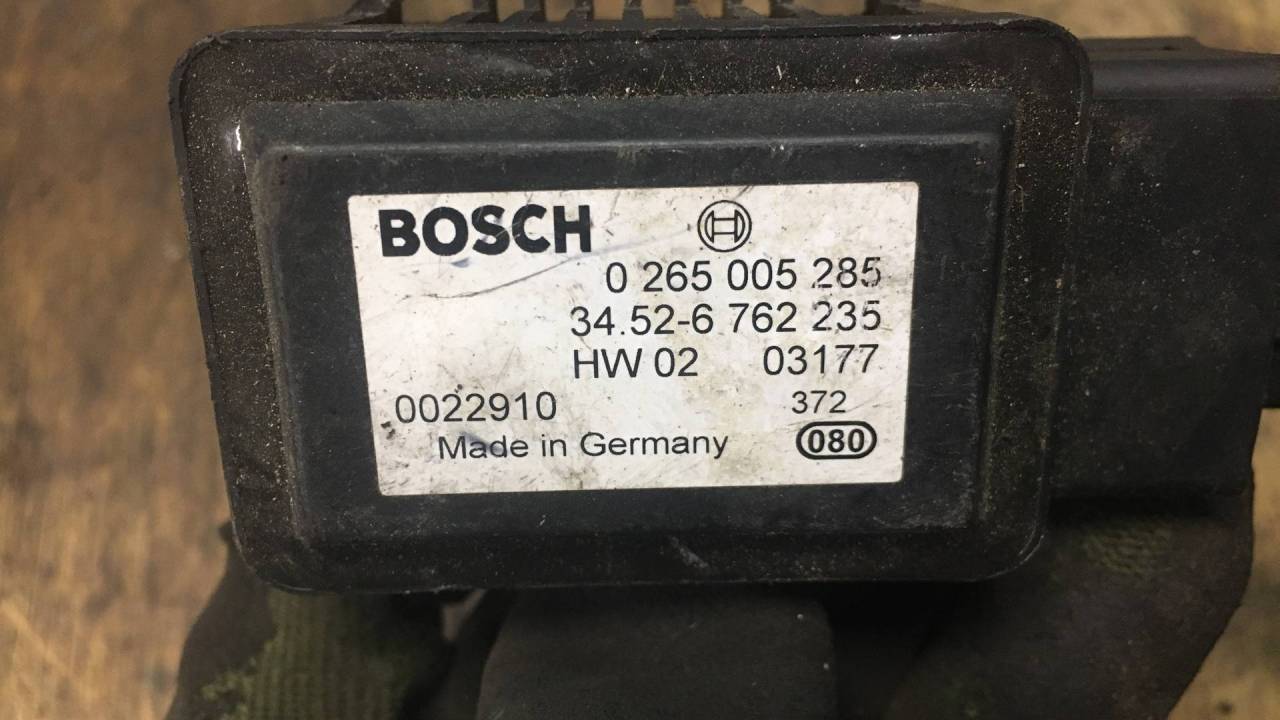 BOSCH
0 265 005 285
34.52-6 762 235
HW 02 03177
0022910 372
Made in Germany 080